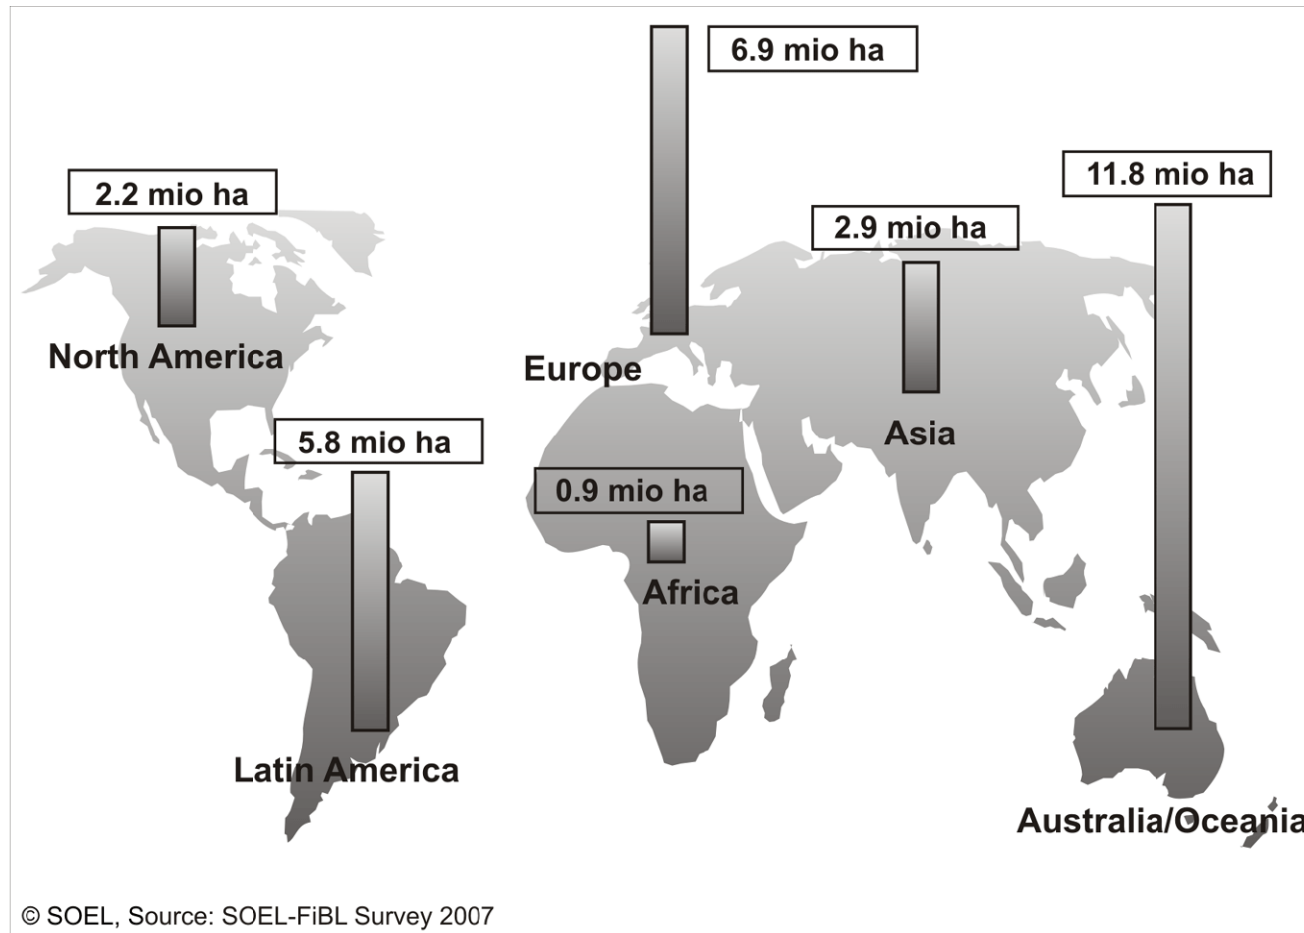 6.9 mio ha
11.8 mio ha
2.2 mio ha
2.9 mio ha
North America
Europe
5.8 mio ha
Asia
0.9 mio ha
Africa
Latin America
Australia/Oceania
© SOEL, Source: SOEL-FiBL Survey 2007